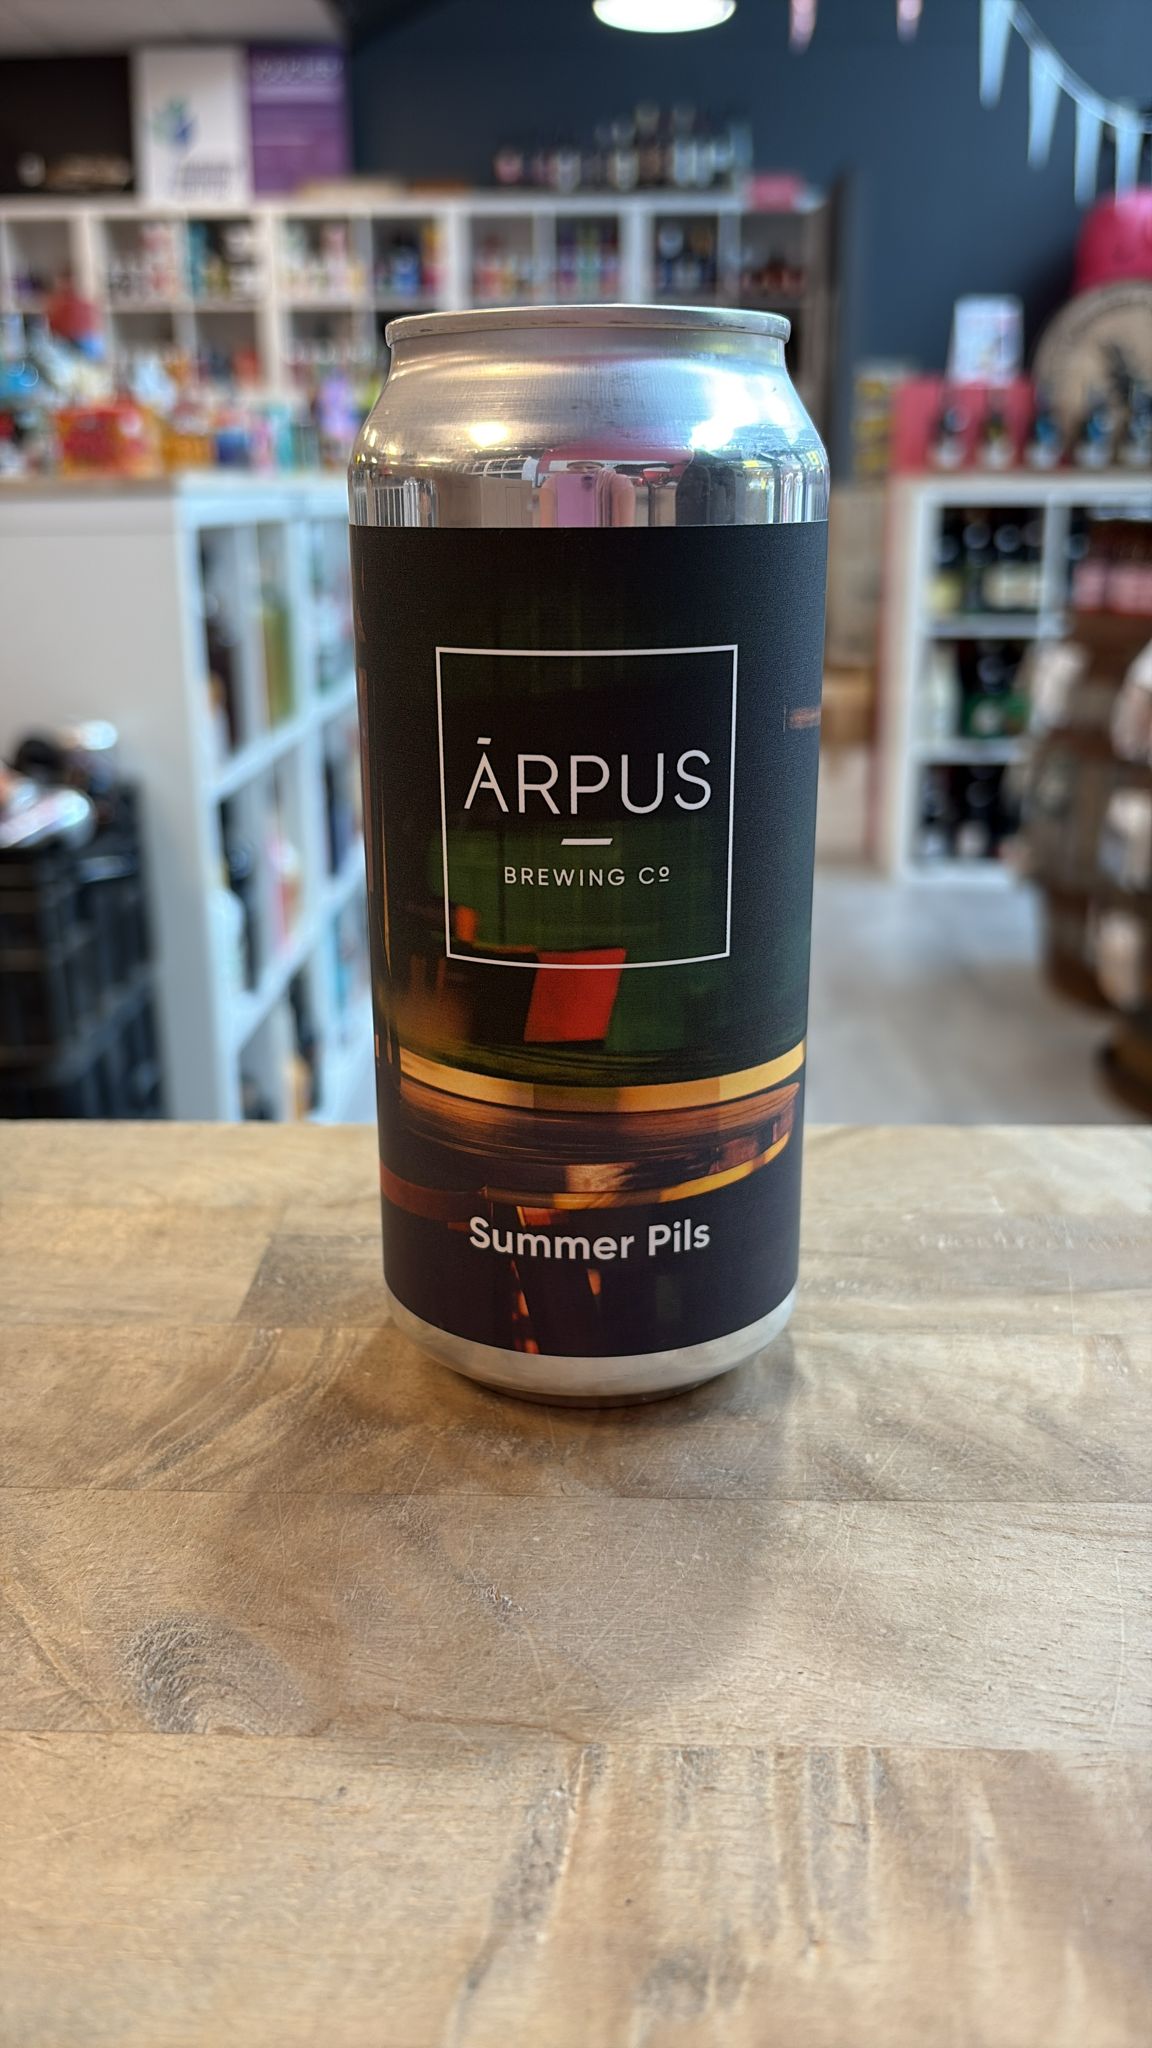 ĀRPUS
BREWING Cº
Summer Pils